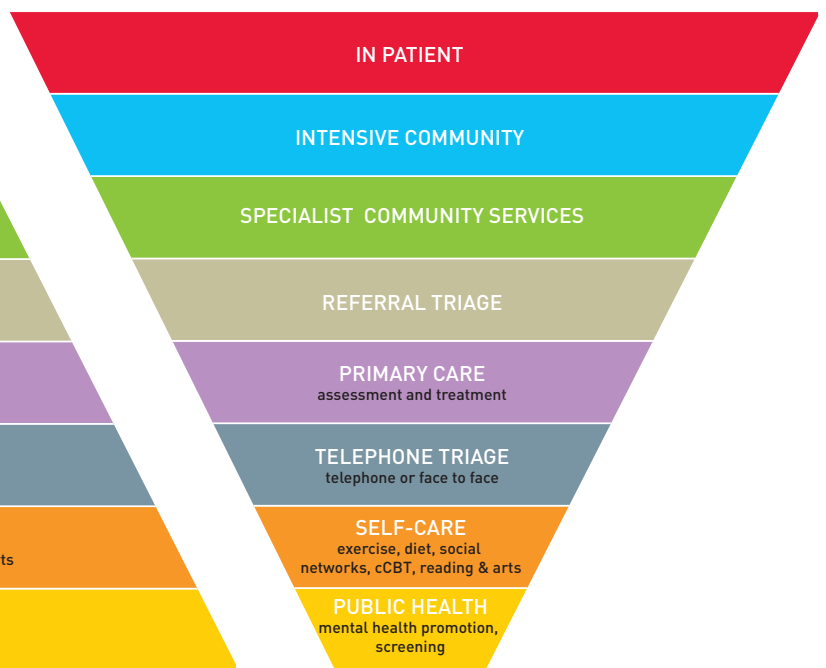 IN PATIENT
INTENSIVE COMMUNITY
SPECIALIST COMMUNITY SERVICES
REFERRAL TRIAGE
PRIMARY CARE
assessment and treatment
TELEPHONE TRIAGE
telephone or face to face
SELF-CARE
exercise, diet, social
networks, cCBT, reading & arts
ts
PUBLIC HEALTH
mental health promotion,
screening